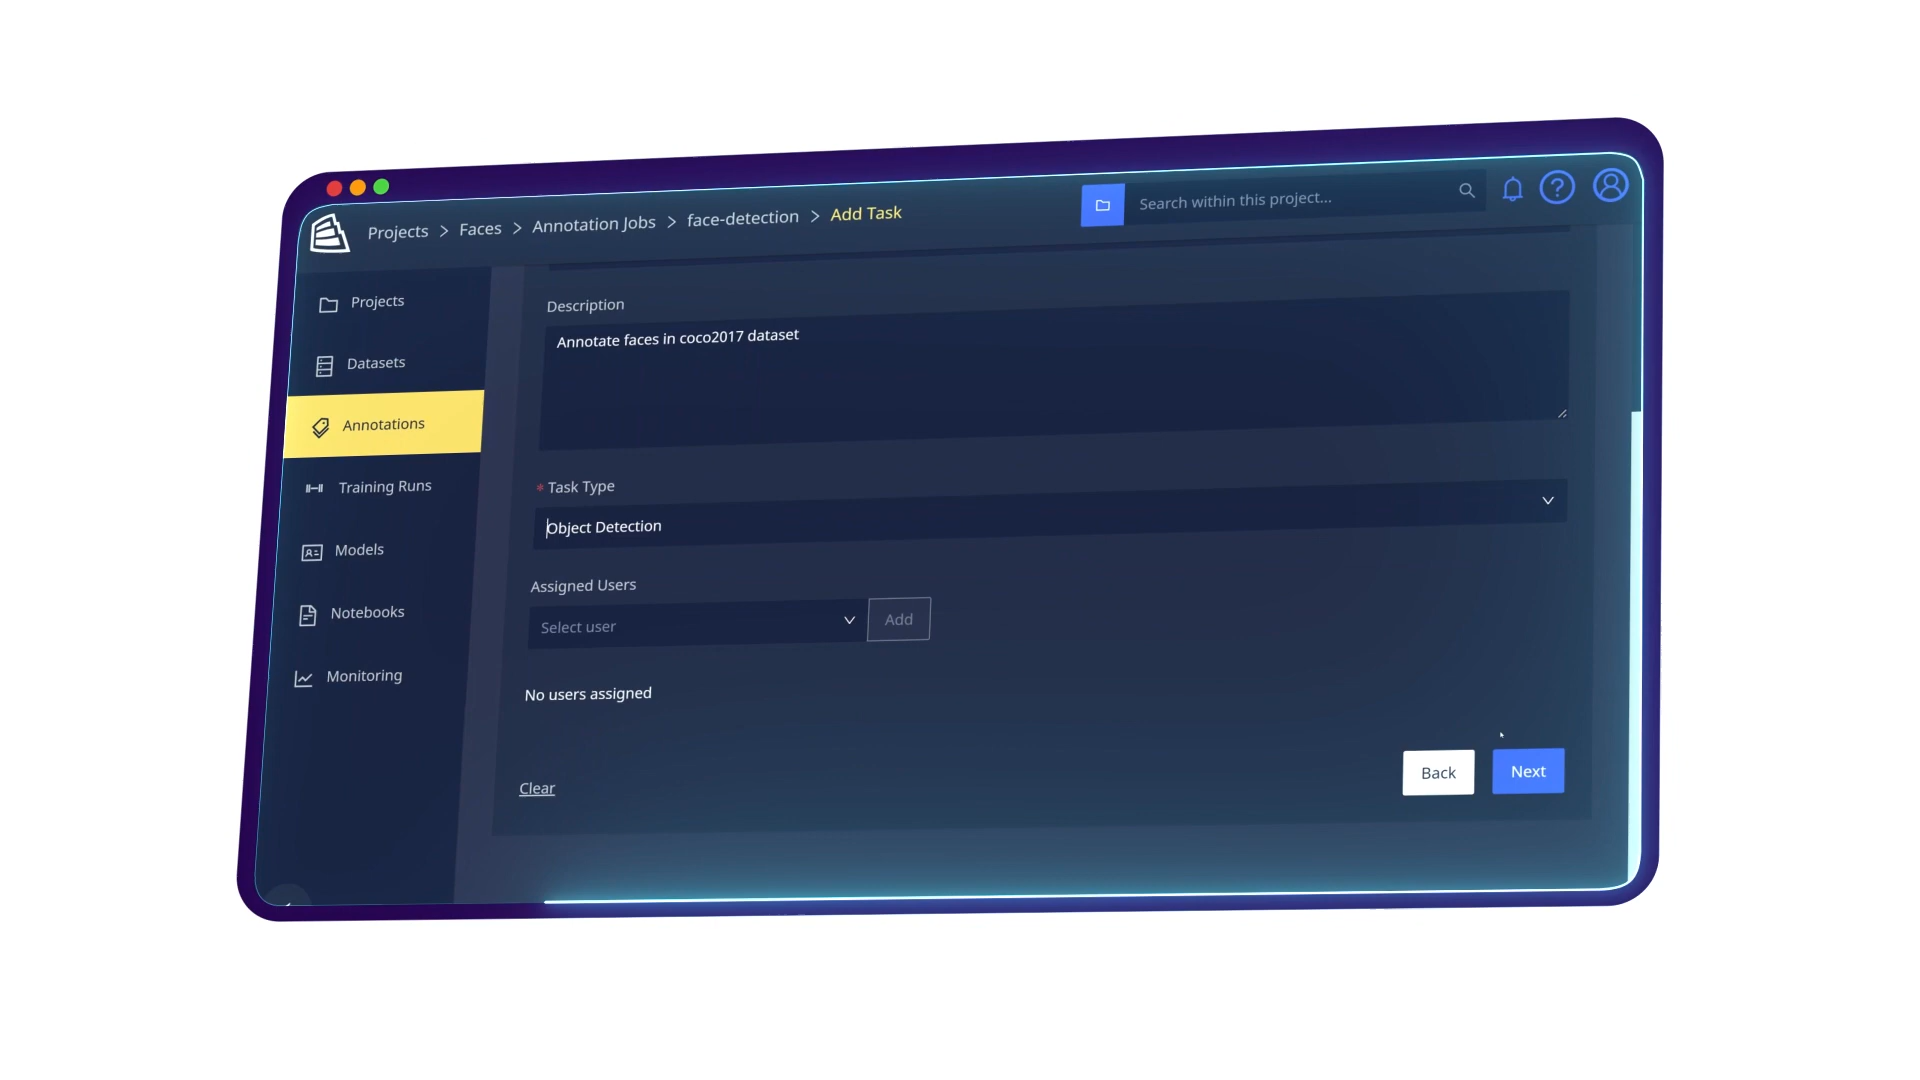 Projects > Faces > Annotation Jobs > face-detection > Add Task
Search within this project...
Projects
Datasets
Annotations
Training Runs
Models
Notebooks
Monitoring
Description
Annotate faces in coco2017 dataset
* Task Type
Object Detection
Assigned Users
Select user
Add
No users assigned
Clear
Back
Next